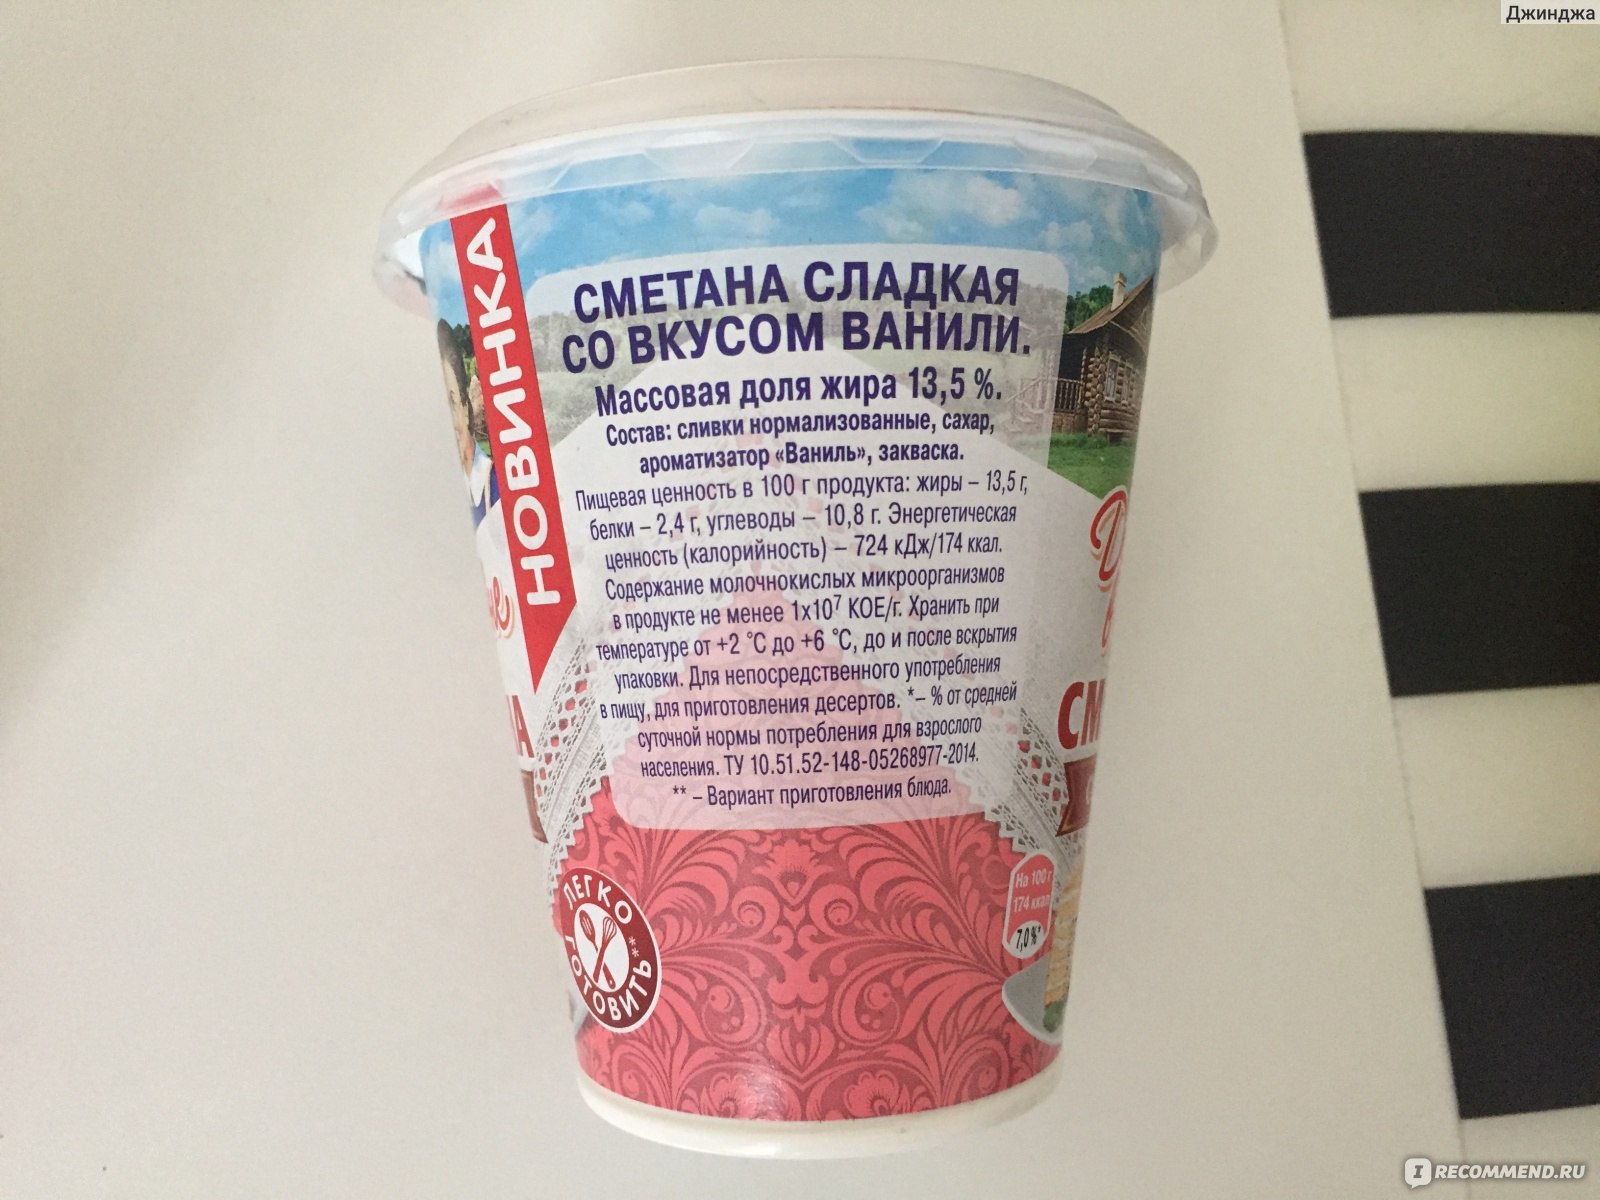 Джинджа
НОВИНКА
СМЕТАНА СЛАДКАЯ
СО ВКУСОМ ВАНИЛИ.
Массовая доля жира 13,5 %.
Состав: сливки нормализованные, сахар,
ароматизатор «Ваниль», закваска.
Пищевая ценность в 100 г продукта: жиры – 13,5 г,
белки – 2,4 г, углеводы – 10,8 г. Энергетическая
ценность (калорийность) – 724 кДж/174 ккал.
Содержание молочнокислых микроорганизмов
в продукте не менее 1х10⁷ КОЕ/г. Хранить при
температуре от +2 °С до +6 °С, до и после вскрытия
упаковки. Для непосредственного употребления
в пищу, для приготовления десертов. *– % от средней
суточной нормы потребления для взрослого
населения. ТУ 10.51.52-148-05268977-2014.
** – Вариант приготовления блюда.
ЛЕГКО
ГОТОВИТЬ**
На 100 г
174 ккал
7,0%*
IRECOMMEND.RU